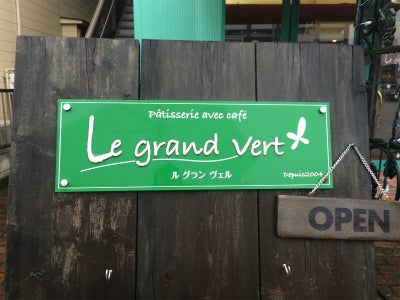 Pâtisserie avec café
Le grand vert
ル グラン ヴェル
Depuis2004
OPEN